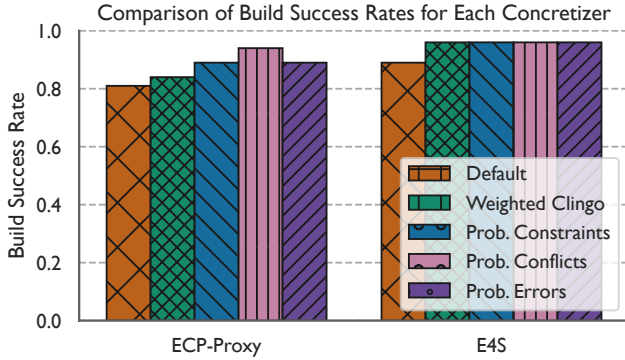 Comparison of Build Success Rates for Each Concretizer
Build Success Rate
1.0
0.8
0.6
0.4
0.2
0.0
Default
Weighted Clingo
Prob. Constraints
Prob. Conflicts
Prob. Errors
ECP-Proxy
E4S